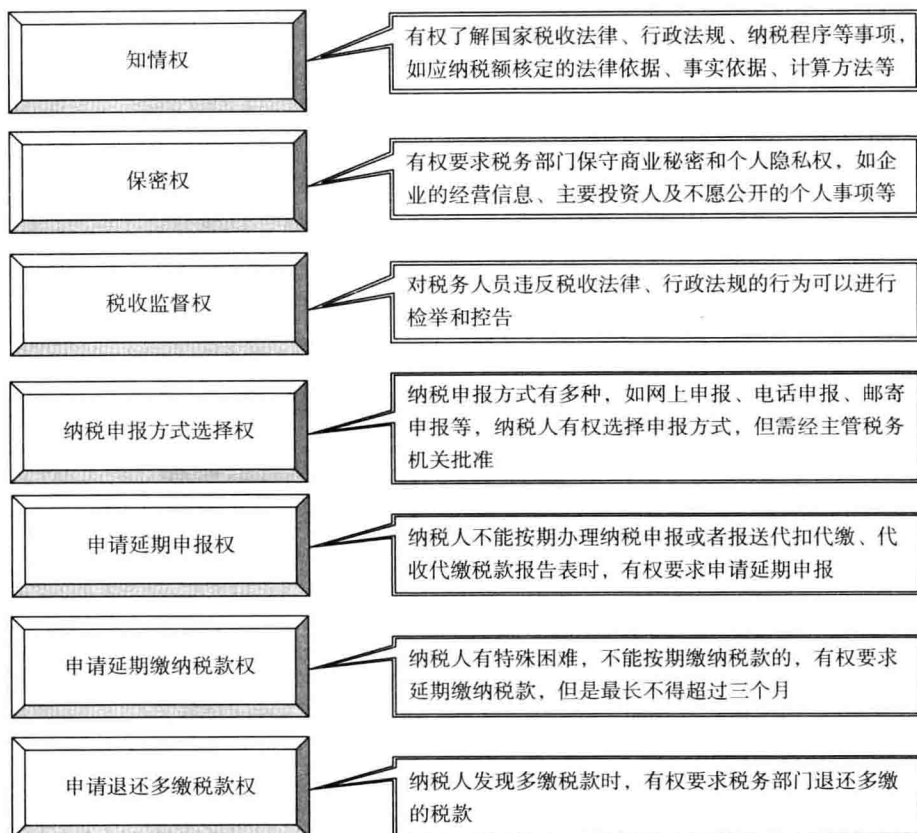 知情权
有权了解国家税收法律、行政法规、纳税程序等事项，
如应纳税额核定的法律依据、事实依据、计算方法等
保密权
有权要求税务部门保守商业秘密和个人隐私权，如企
业的经营信息、主要投资人及不愿公开的个人事项等
税收监督权
对税务人员违反税收法律、行政法规的行为可以进行
检举和控告
纳税申报方式选择权
纳税申报方式有多种，如网上申报、电话申报、邮寄
申报等，纳税人有权选择申报方式，但需经主管税务
机关批准
申请延期申报权
纳税人不能按期办理纳税申报或者报送代扣代缴、代
收代缴税款报告表时，有权要求申请延期申报
申请延期缴纳税款权
纳税人有特殊困难，不能按期缴纳税款的，有权要求
延期缴纳税款，但是最长不得超过三个月
申请退还多缴税款权
纳税人发现多缴税款时，有权要求税务部门退还多缴
的税款